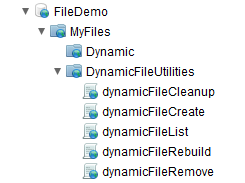 FileDemo
MyFiles
Dynamic
DynamicFileUtilities
dynamicFileCleanup
dynamicFileCreate
dynamicFileList
dynamicFileRebuild
dynamicFileRemove